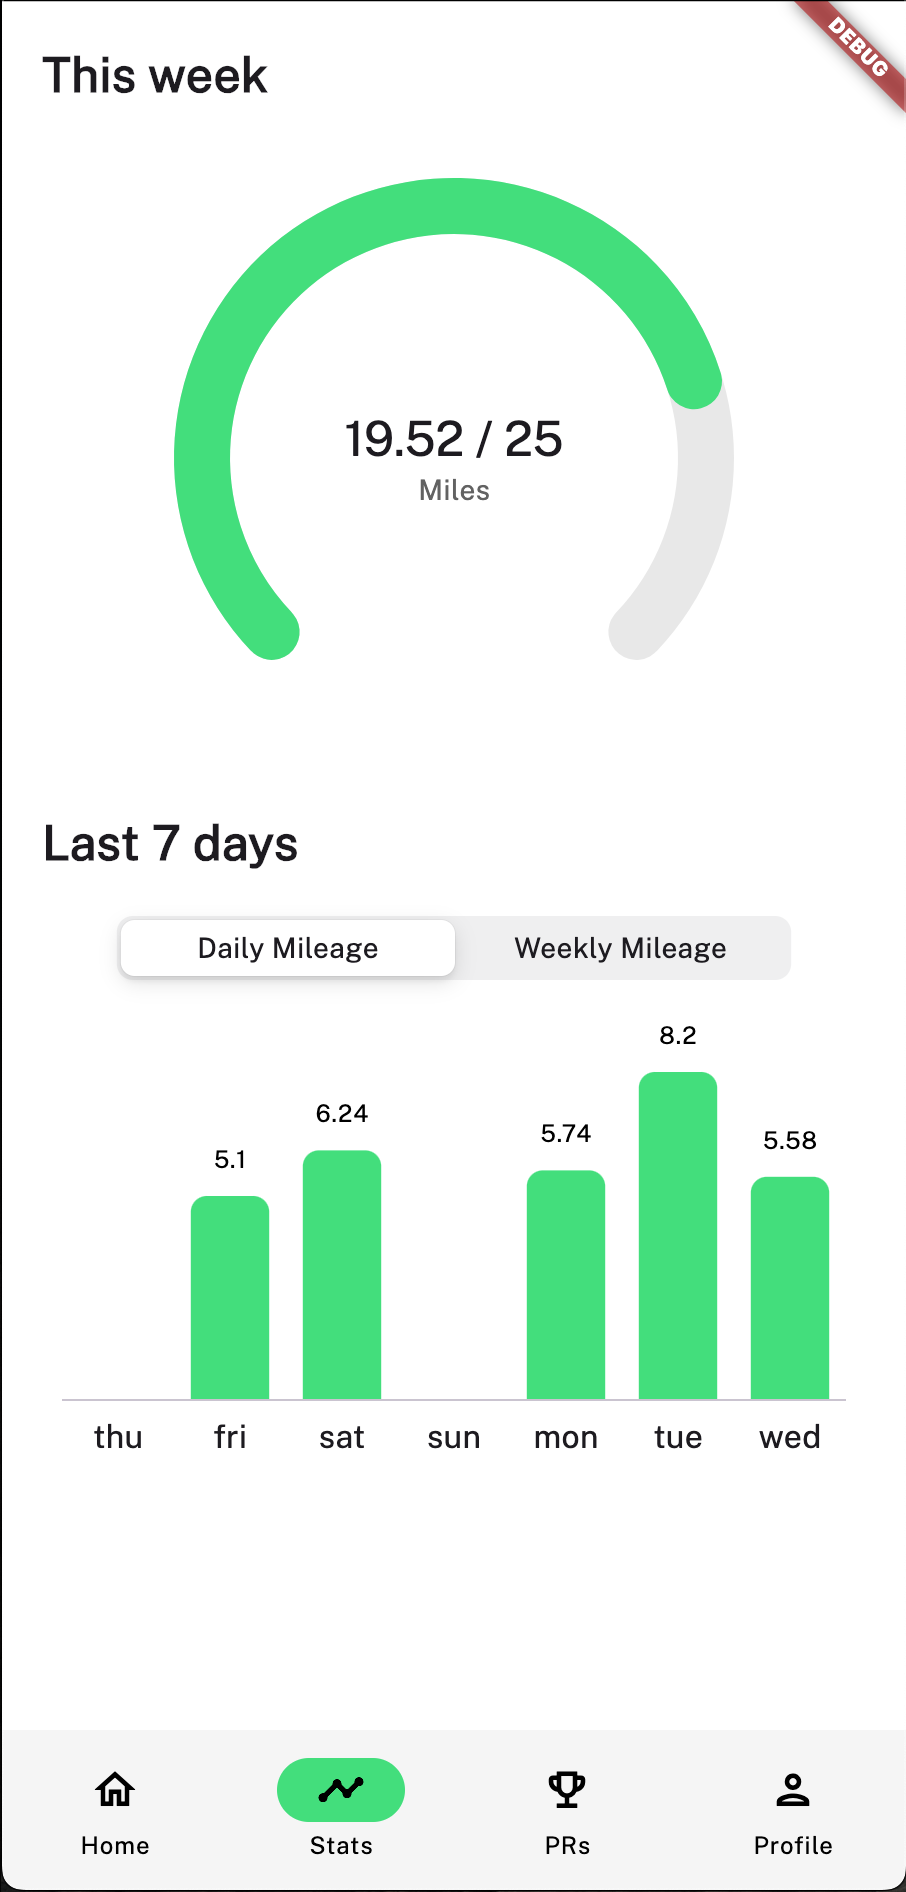 DEBUG
This week
19.52 / 25
Miles
Last 7 days
Daily Mileage Weekly Mileage
8.2
6.24
5.74
5.58
5.1
thu fri sat sun mon tue wed
Home Stats PRs Profile